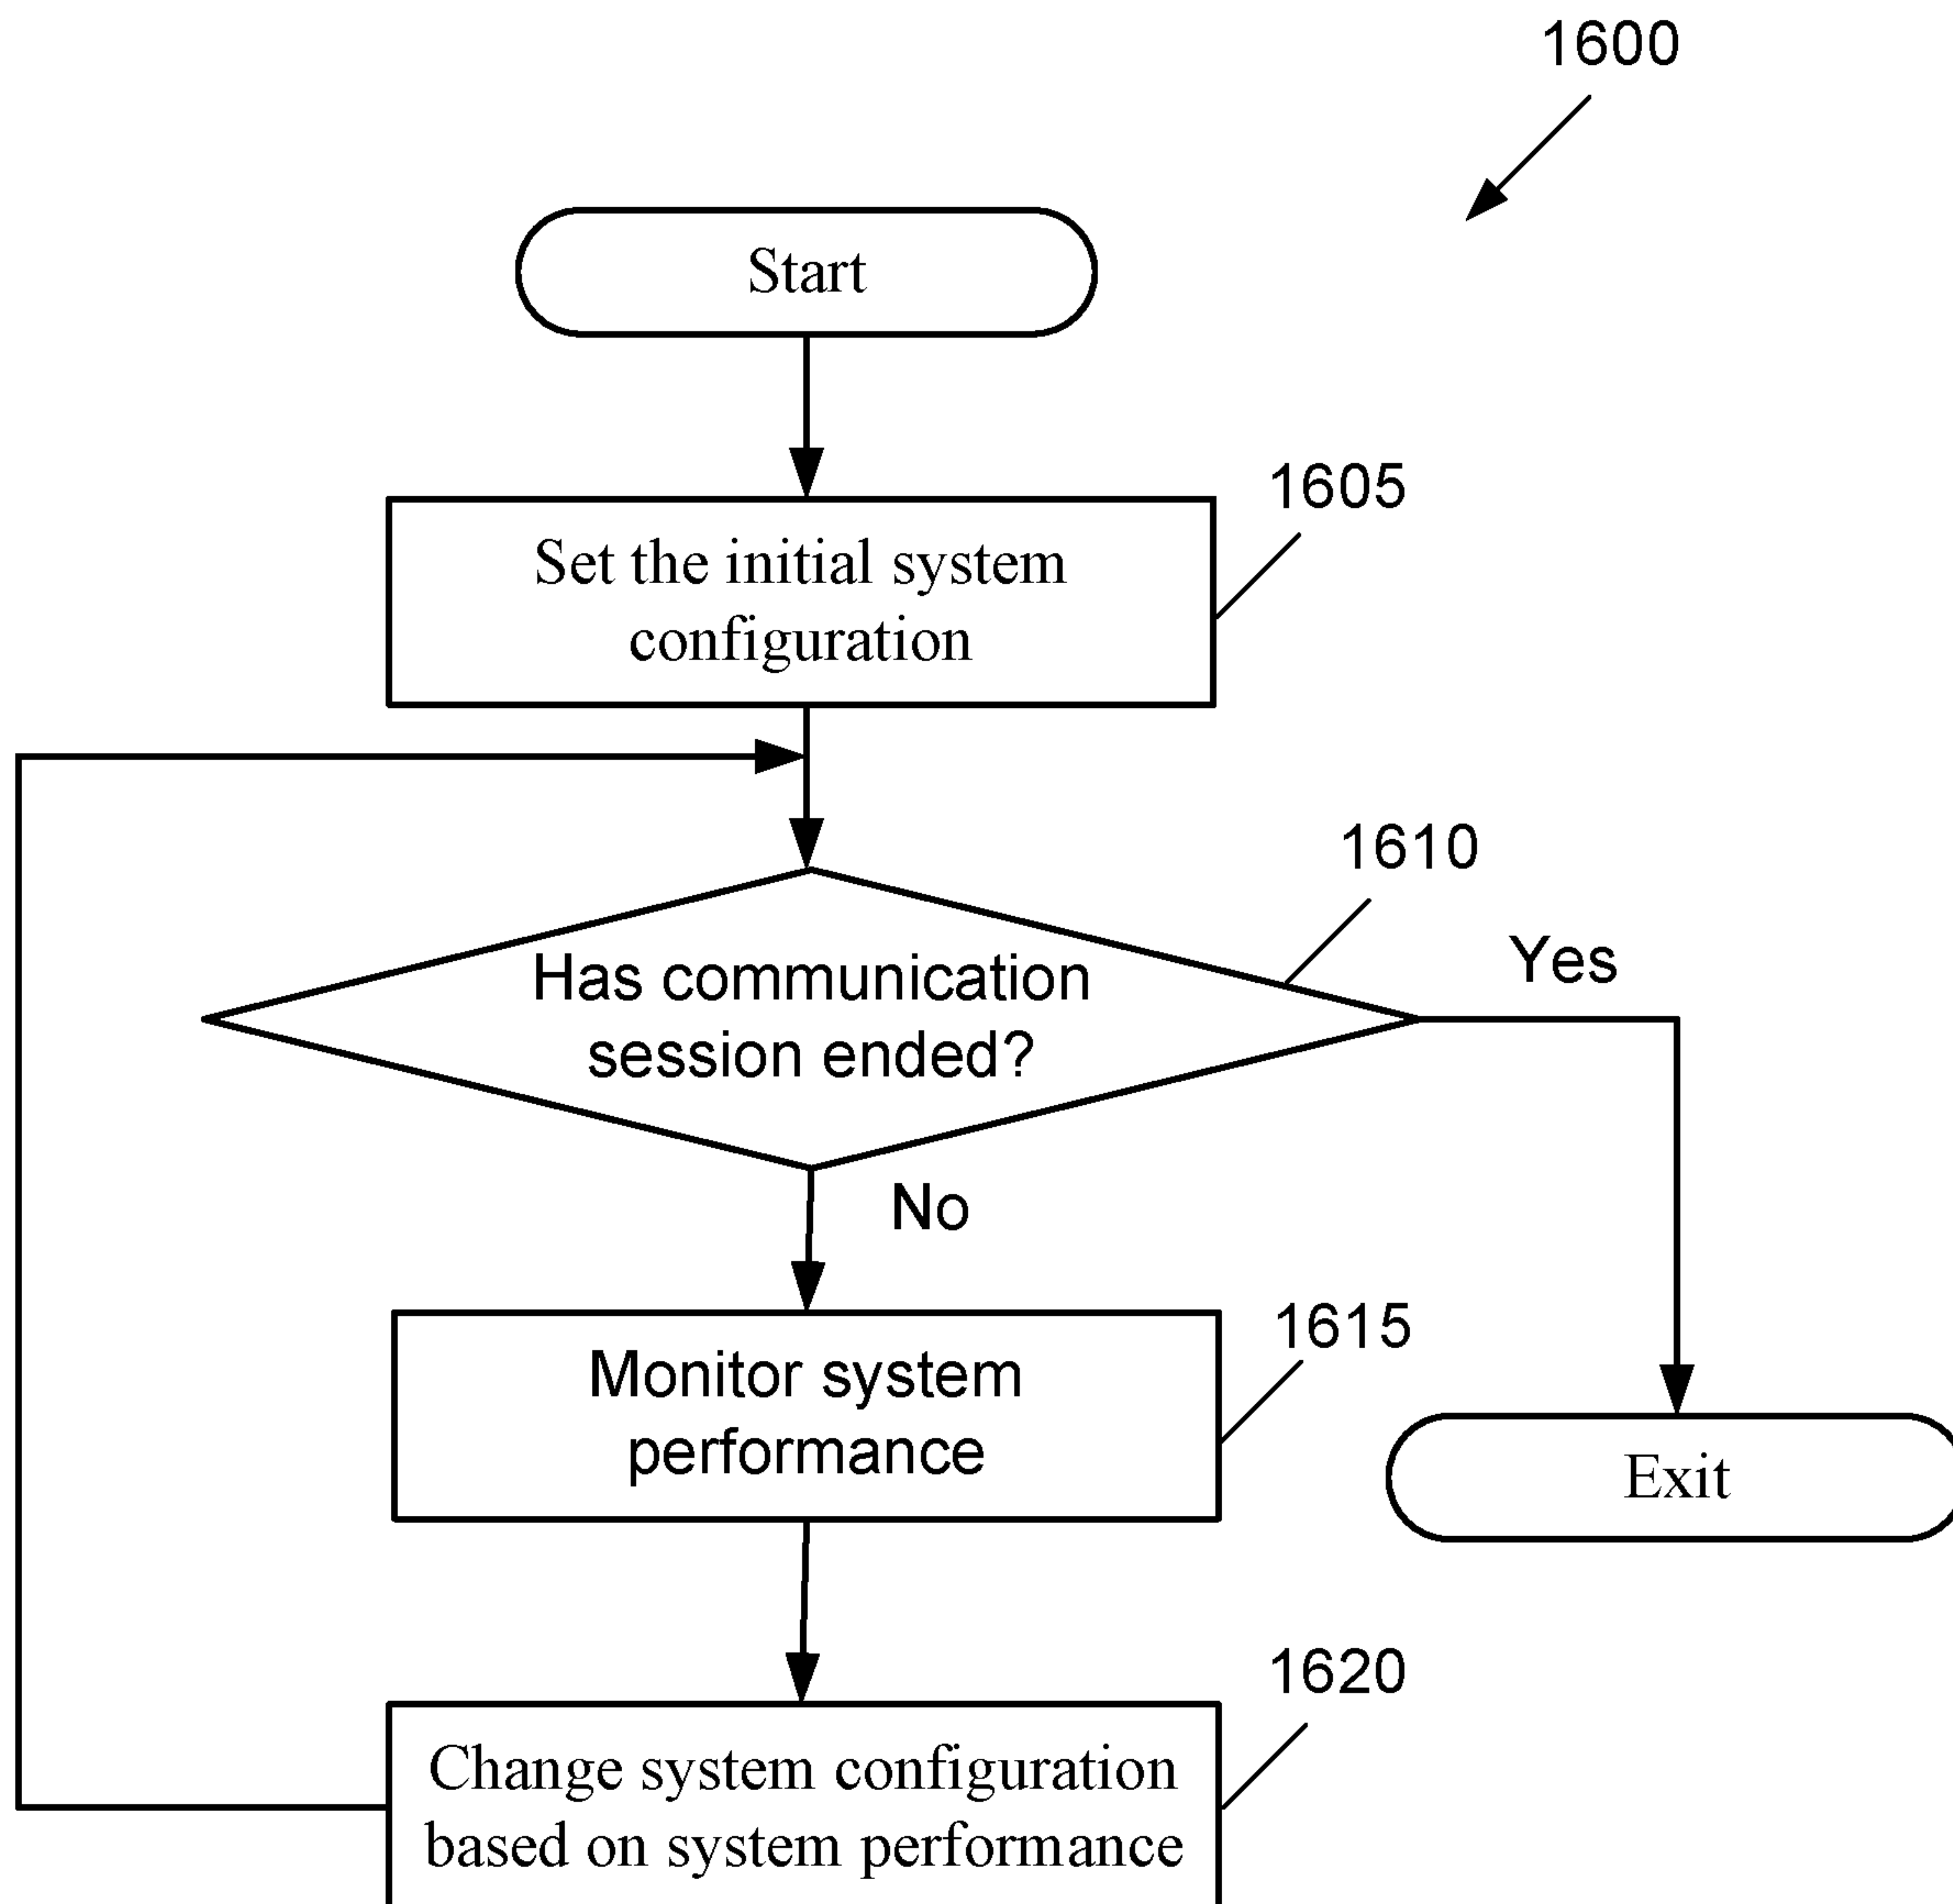 1600
Start
1605
Set the initial system
configuration
1610
Has communication
session ended?
Yes
No
1615
Monitor system
performance
Exit
1620
Change system configuration
based on system performance